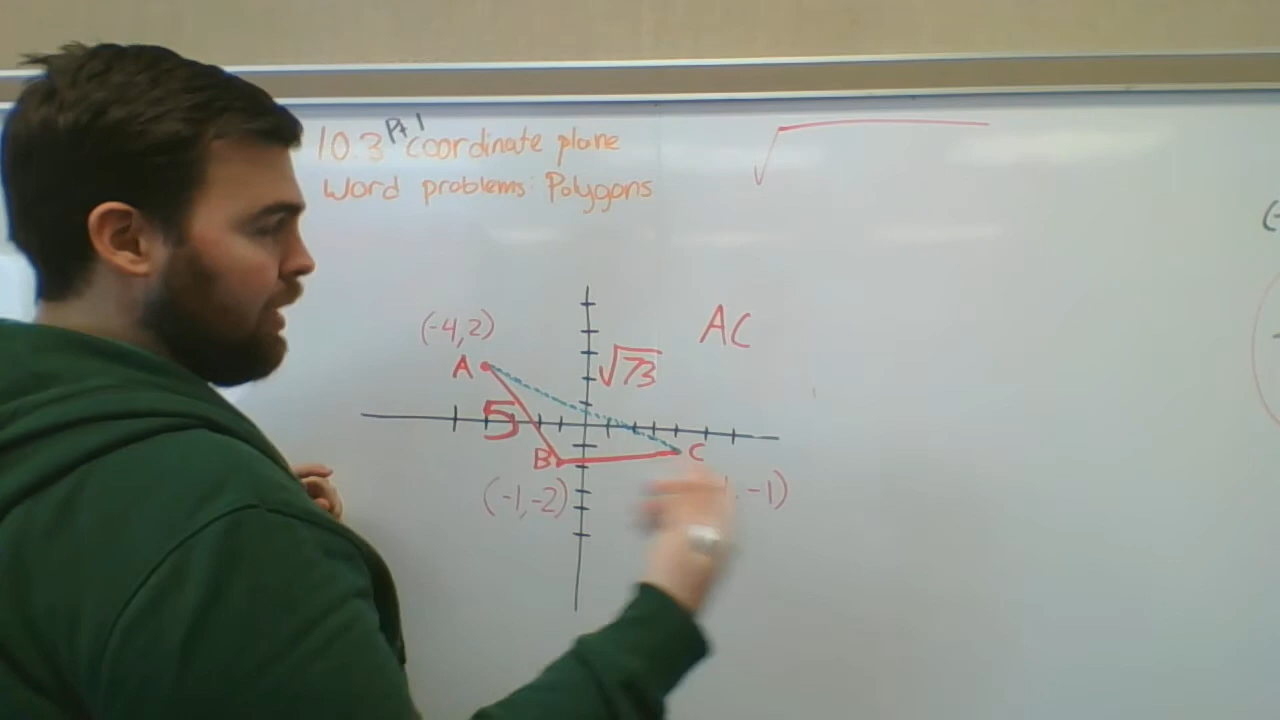 10.3 Pt 1 coordinate plane
Word problems: Polygons
√
AC
(-4,2)
A
√73
5
B
C
(-1,-2)
, -1)
(-